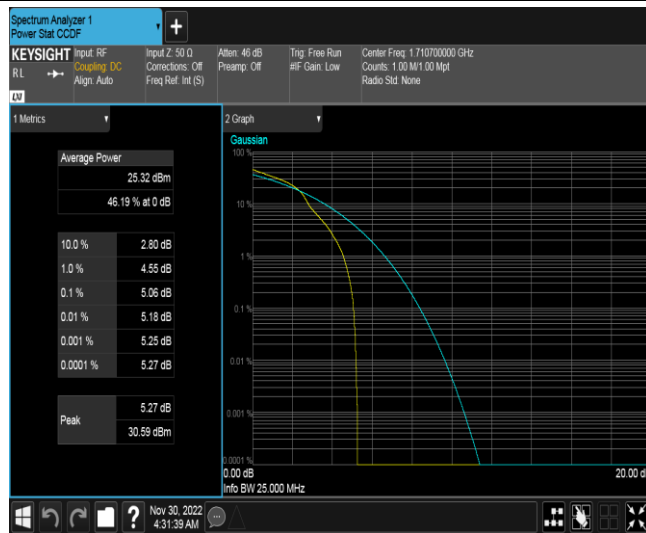 Spectrum Analyzer 1
Power Stat CCDF
+
KEYSIGHT
RL
LXI
Input: RF
Coupling: DC
Align: Auto
Input Z: 50 Ω
Corrections: Off
Freq Ref: Int (S)
Atten: 46 dB
Preamp: Off
Trig: Free Run
#IF Gain: Low
Center Freq: 1.710700000 GHz
Counts: 1.00 M/1.00 Mpt
Radio Std: None
1 Metrics
Average Power
25.32 dBm
46.19 % at 0 dB
10.0 % 2.80 dB
1.0 % 4.55 dB
0.1 % 5.06 dB
0.01 % 5.18 dB
0.001 % 5.25 dB
0.0001 % 5.27 dB
Peak
5.27 dB
30.59 dBm
2 Graph
Gaussian
100 %
10 %
1 %
0.1 %
0.01 %
0.001 %
0.0001 %
0.00 dB
20.00 d
Info BW 25.000 MHz
?
Nov 30, 2022
4:31:39 AM